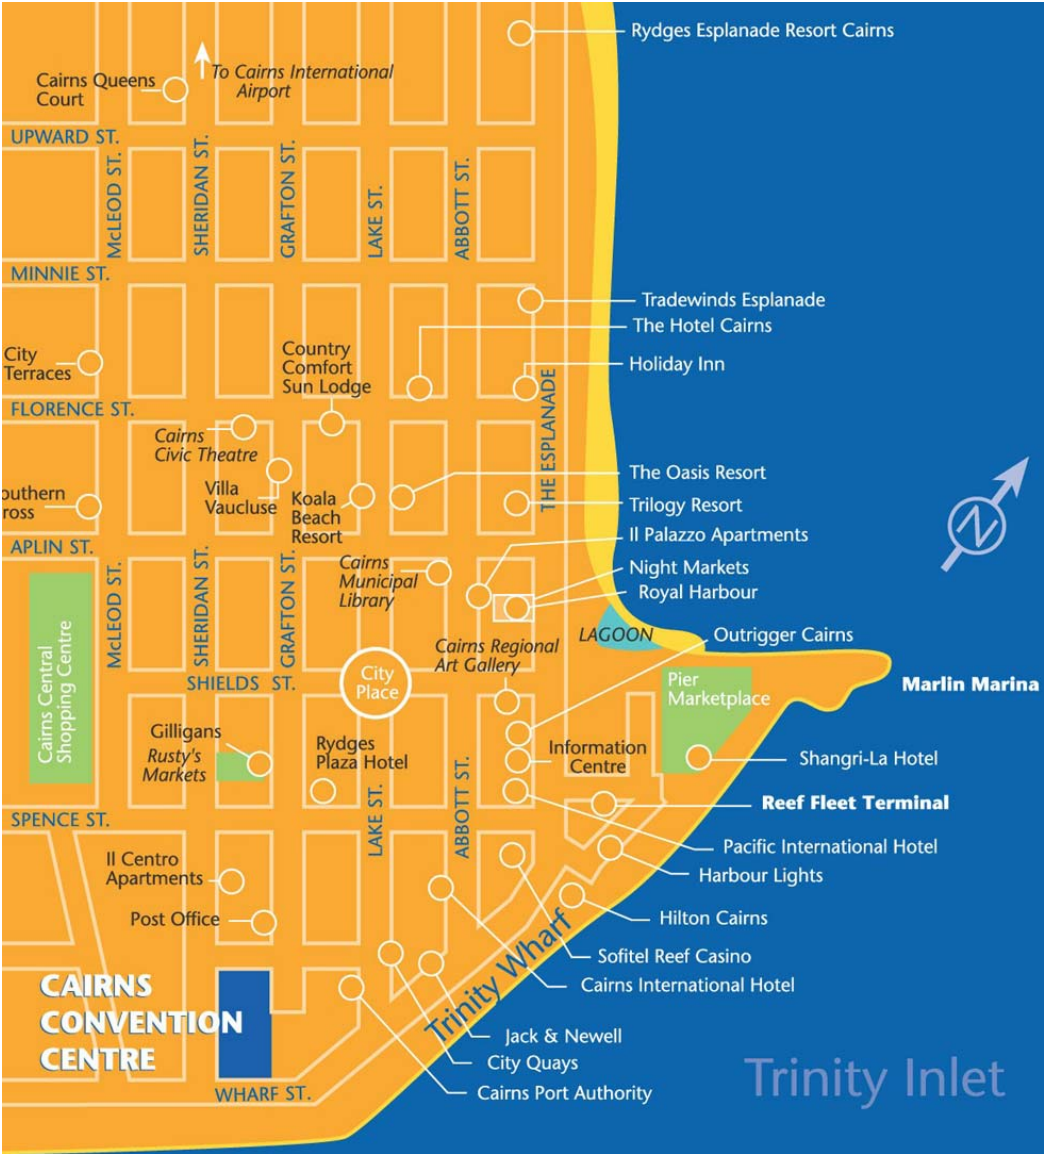 Rydges Esplanade Resort Cairns
To Cairns International
Airport
Cairns Queens
Court
UPWARD ST.
McLEOD ST.
SHERIDAN ST.
GRAFTON ST.
LAKE ST.
ABBOTT ST.
MINNIE ST.
Tradewinds Esplanade
The Hotel Cairns
City
Terraces
Country
Comfort
Sun Lodge
Holiday Inn
FLORENCE ST.
THE ESPLANADE
Cairns
Civic Theatre
Villa
Vaucluse
Koala
Beach
Resort
The Oasis Resort
Trilogy Resort
outhern
ross
N
Il Palazzo Apartments
APLIN ST.
Cairns
Municipal
Library
Night Markets
Royal Harbour
McLEOD ST.
SHERIDAN ST.
GRAFTON ST.
LAGOON
Outrigger Cairns
Cairns Regional
Art Gallery
City
Place
SHIELDS ST.
Pier
Marketplace
Marlin Marina
Cairns Central
Shopping Centre
Gilligans
Rusty's
Markets
Rydges
Plaza Hotel
Information
Centre
Shangri-La Hotel
LAKE ST.
ABBOTT ST.
Reef Fleet Terminal
SPENCE ST.
Pacific International Hotel
Il Centro
Apartments
Harbour Lights
Post Office
Hilton Cairns
Trinity Wharf
Sofitel Reef Casino
Cairns International Hotel
CAIRNS
CONVENTION
CENTRE
Jack & Newell
City Quays
WHARF ST.
Cairns Port Authority
Trinity Inlet